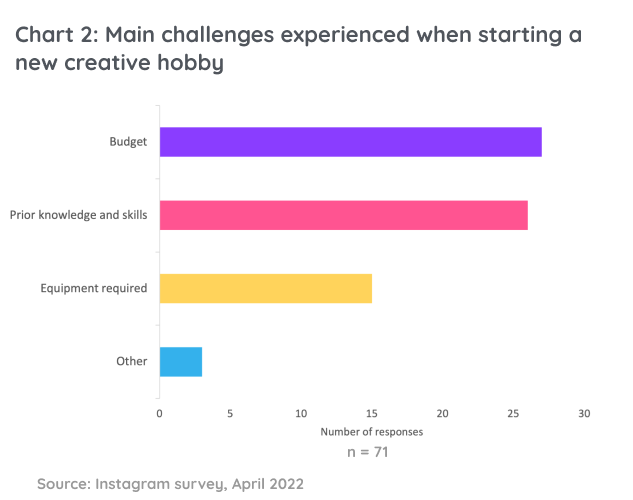 Chart 2: Main challenges experienced when starting a
new creative hobby
Budget
Prior knowledge and skills
Equipment required
Other
0 5 10 15 20 25 30
Number of responses
n = 71
Source: Instagram survey, April 2022